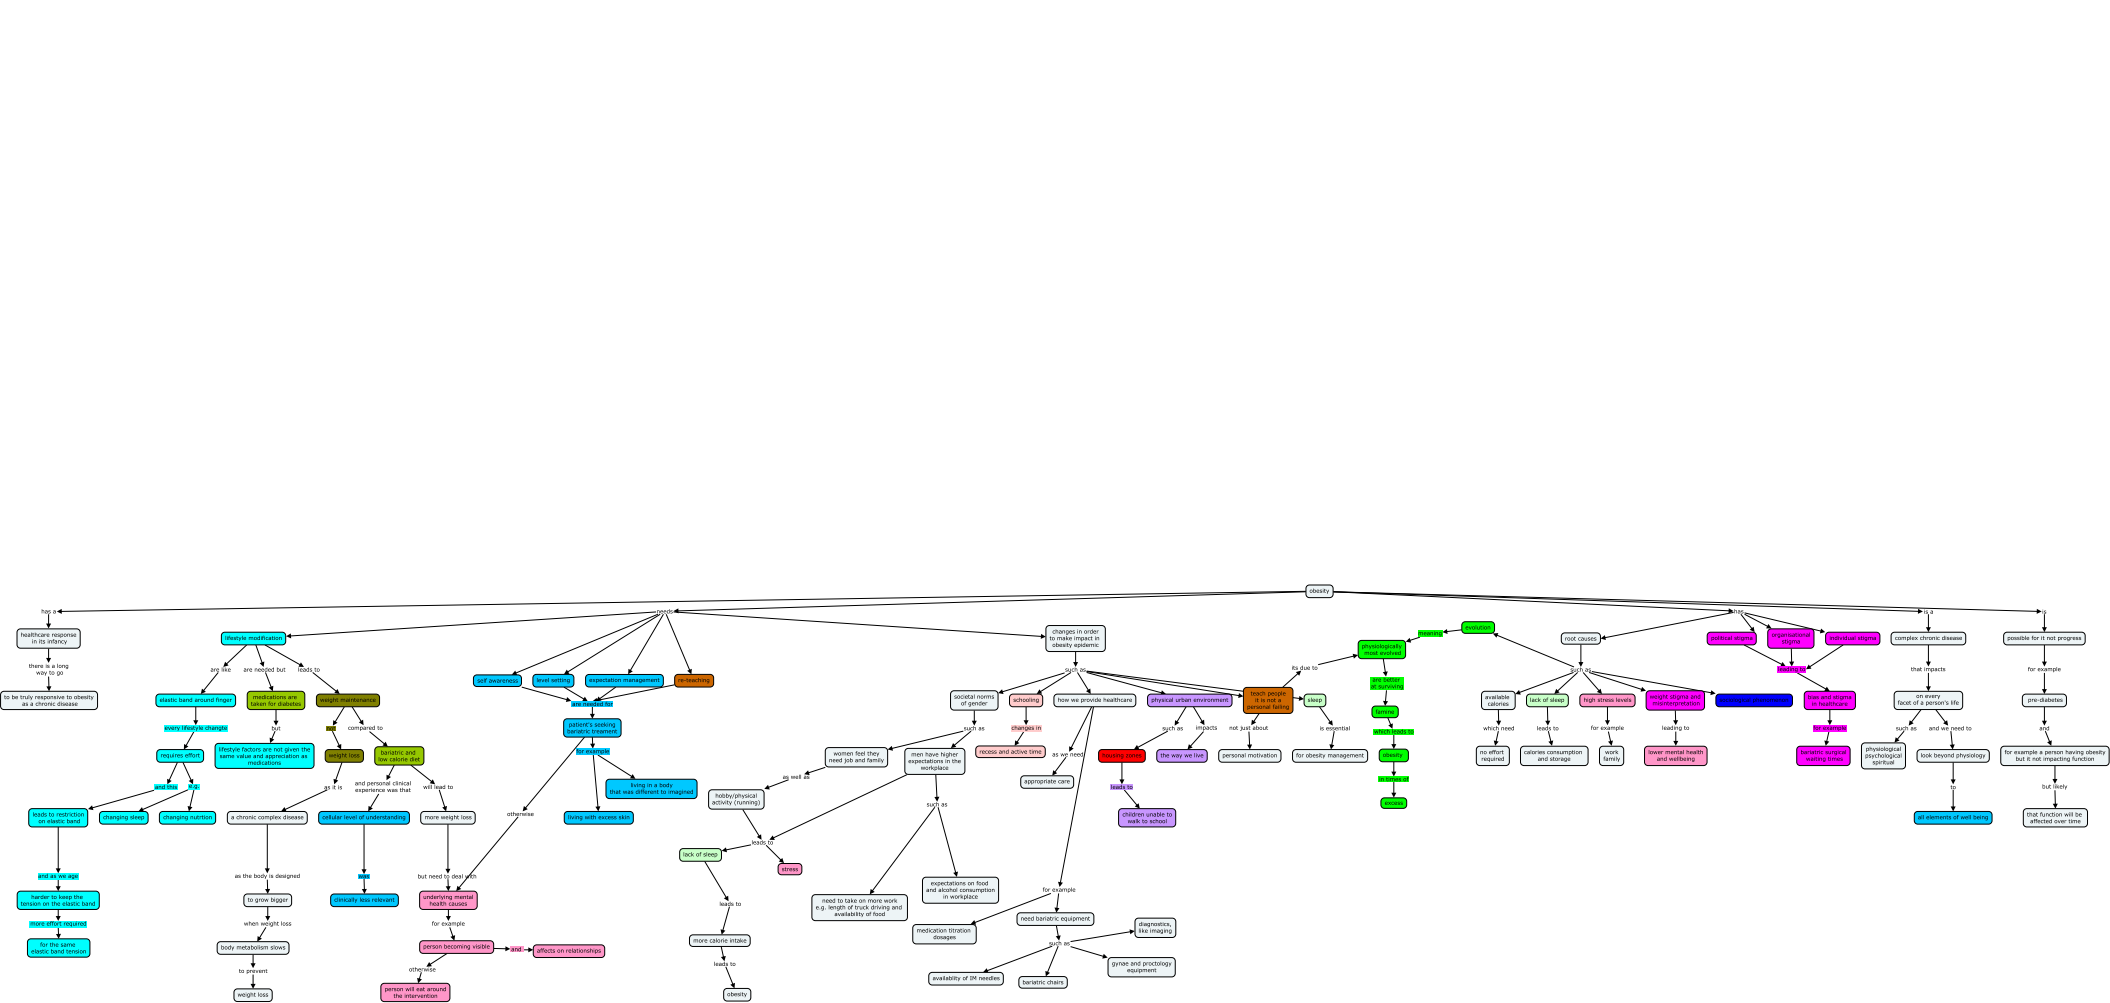 obesity
has a
needs
has
is a
is
healthcare response
in its infancy
there is a long
way to go
to be truly responsive to obesity
as a chronic disease
lifestyle modification
are like
are needed but
leads to
elastic band around finger
every lifestyle changte
requires effort
and this
e.g.
leads to restriction
on elastic band
changing sleep
changing nutrtion
and as we age
harder to keep the
tension on the elastic band
more effort required
for the same
elastic band tension
medications are
taken for diabetes
but
lifestyle factors are not given the
same value and appreciation as
medications
weight maintenance
not
compared to
weight loss
as it is
a chronic complex disease
as the body is designed
to grow bigger
when weight loss
body metabolism slows
to prevent
weight loss
bariatric and
low calorie diet
and personal clinical
experience was that
will lead to
cellular level of understanding
was
clinically less relevant
more weight loss
but need to deal with
underlying mental
health causes
for example
person becoming visible
and
affects on relationships
otherwise
person will eat around
the intervention
self awareness
level setting
expectation management
re-teaching
are needed for
patient's seeking
bariatric treament
for example
otherwise
living in a body
that was different to imagined
living with excess skin
changes in order
to make impact in
obesity epidemic
such as
societal norms
of gender
such as
women feel they
need job and family
as well as
hobby/physical
activity (running)
men have higher
expectations in the
workplace
leads to
lack of sleep
stress
leads to
more calorie intake
leads to
obesity
such as
need to take on more work
e.g. length of truck driving and
availability of food
expectations on food
and alcohol consumption
in workplace
schooling
changes in
recess and active time
how we provide healthcare
as we need
appropriate care
for example
medication titration
dosages
need bariatric equipment
such as
availablity of IM needles
bariatric chairs
diagnostics,
like imaging
gynae and proctology
equipment
physical urban environment
such as
impacts
housing zones
the way we live
leads to
children unable to
walk to school
teach people
it is not a
personal failing
not just about
personal motivation
its due to
sleep
is essential
for obesity management
evolution
meaning
physiologically
most evolved
are better
at surviving
famine
which leads to
obesity
in times of
excess
root causes
such as
available
calories
which need
no effort
required
lack of sleep
leads to
calories consumption
and storage
high stress levels
for example
work
family
weight stigma and
misinterpretation
leading to
lower mental health
and wellbeing
political stigma
organisational
stigma
individual stigma
leading to
bias and stigma
in healthcare
for example
bariatric surgical
waiting times
complex chronic disease
that impacts
on every
facet of a person's life
such as
and we need to
physiological
psychological
spiritual
look beyond physiology
to
all elements of well being
possible for it not progress
for example
pre-diabetes
and
for example a person having obesity
but it not impacting function
but likely
that function will be
affected over time